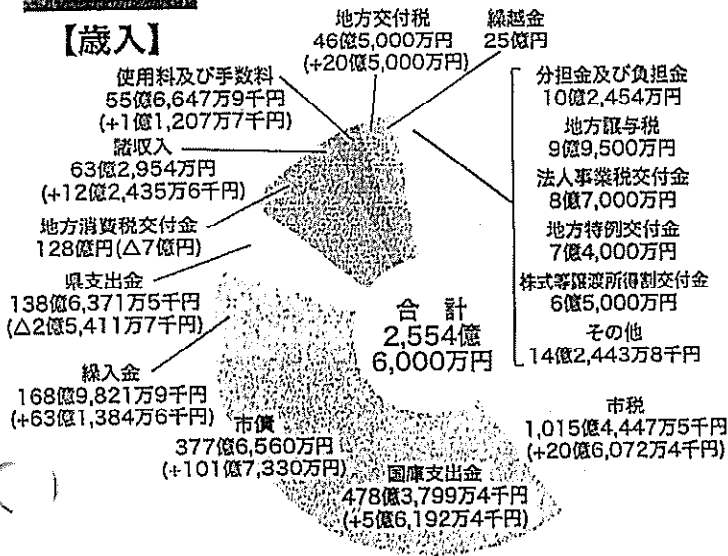 【歳入】
地方交付税
46億5,000万円
(+20億5,000万円)
繰越金
25億円
使用料及び手数料
55億6,647万9千円
(+1億1,207万7千円)
諸収入
63億2,954万円
(+12億2,435万6千円)
地方消費税交付金
128億円(△7億円)
県支出金
138億6,371万5千円
(△2億5,411万7千円)
繰入金
168億9,821万9千円
(+63億1,384万6千円)
市債
377億6,560万円
(+101億7,330万円)
国庫支出金
478億3,799万4千円
(+5億6,192万4千円)
市税
1,015億4,447万5千円
(+20億6,072万4千円)
合計
2,554億
6,000万円
分担金及び負担金
10億2,454万円
地方譲与税
9億9,500万円
法人事業税交付金
8億7,000万円
地方特例交付金
7億4,000万円
株式等譲渡所得割交付金
6億5,000万円
その他
14億2,443万8千円